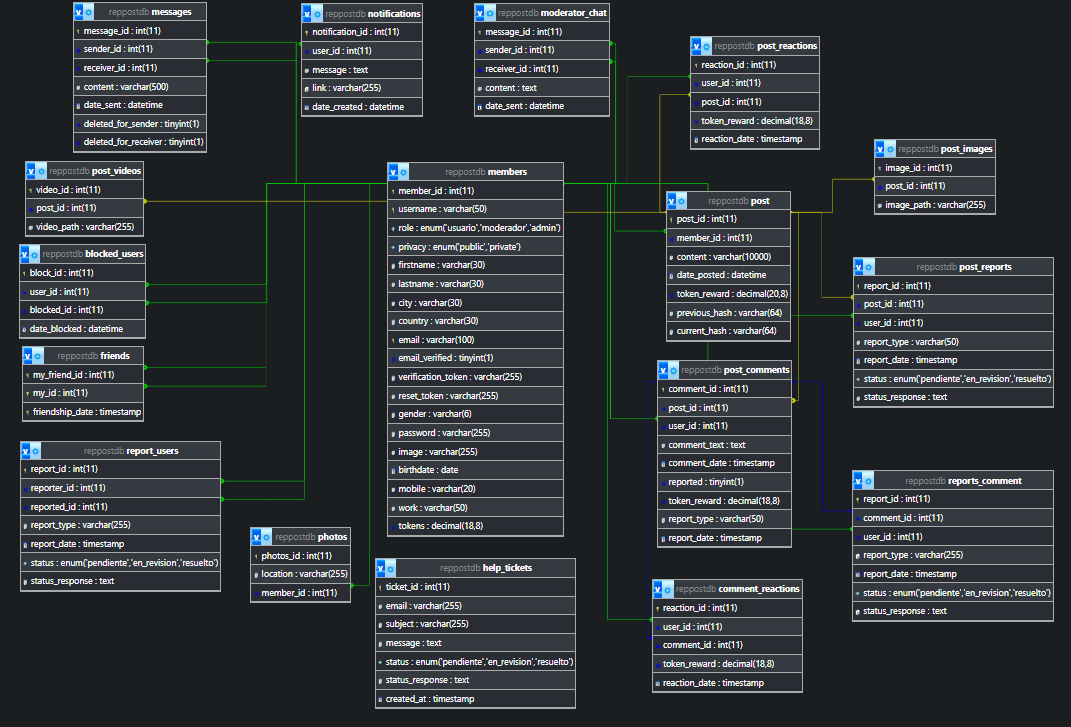 reppostdb messages
message_id : int(11)
sender_id : int(11)
receiver_id : int(11)
content : varchar(500)
date_sent : datetime
deleted_for_sender : tinyint(1)
deleted_for_receiver : tinyint(1)
reppostdb notifications
notification_id : int(11)
user_id : int(11)
message : text
link : varchar(255)
date_created : datetime
reppostdb moderator_chat
message_id : int(11)
sender_id : int(11)
receiver_id : int(11)
content : text
date_sent : datetime
reppostdb post_reactions
reaction_id : int(11)
user_id : int(11)
post_id : int(11)
token_reward : decimal(18,8)
reaction_date : timestamp
reppostdb post_images
image_id : int(11)
post_id : int(11)
image_path : varchar(255)
reppostdb post_videos
video_id : int(11)
post_id : int(11)
video_path : varchar(255)
reppostdb members
member_id : int(11)
username : varchar(50)
role : enum('usuario','moderador','admin')
privacy : enum('public','private')
firstname : varchar(30)
lastname : varchar(30)
city : varchar(30)
country : varchar(30)
email : varchar(100)
email_verified : tinyint(1)
verification_token : varchar(255)
reset_token : varchar(255)
gender : varchar(6)
password : varchar(255)
image : varchar(255)
birthdate : date
mobile : varchar(20)
work : varchar(50)
tokens : decimal(18,8)
reppostdb post
post_id : int(11)
member_id : int(11)
content : varchar(10000)
date_posted : datetime
token_reward : decimal(20,8)
previous_hash : varchar(64)
current_hash : varchar(64)
reppostdb blocked_users
block_id : int(11)
user_id : int(11)
blocked_id : int(11)
date_blocked : datetime
reppostdb post_reports
report_id : int(11)
post_id : int(11)
user_id : int(11)
report_type : varchar(50)
report_date : timestamp
status : enum('pendiente','en_revision','resuelto')
status_response : text
reppostdb friends
my_friend_id : int(11)
my_id : int(11)
friendship_date : timestamp
reppostdb post_comments
comment_id : int(11)
post_id : int(11)
user_id : int(11)
comment_text : text
comment_date : timestamp
reported : tinyint(1)
token_reward : decimal(18,8)
report_type : varchar(50)
report_date : timestamp
reppostdb report_users
report_id : int(11)
reporter_id : int(11)
reported_id : int(11)
report_type : varchar(255)
report_date : timestamp
status : enum('pendiente','en_revision','resuelto')
status_response : text
reppostdb reports_comment
report_id : int(11)
comment_id : int(11)
user_id : int(11)
report_type : varchar(255)
report_date : timestamp
status : enum('pendiente','en_revision','resuelto')
status_response : text
reppostdb photos
photos_id : int(11)
location : varchar(255)
member_id : int(11)
reppostdb help_tickets
ticket_id : int(11)
email : varchar(255)
subject : varchar(255)
message : text
status : enum('pendiente','en_revision','resuelto')
status_response : text
created_at : timestamp
reppostdb comment_reactions
reaction_id : int(11)
user_id : int(11)
comment_id : int(11)
token_reward : decimal(18,8)
reaction_date : timestamp